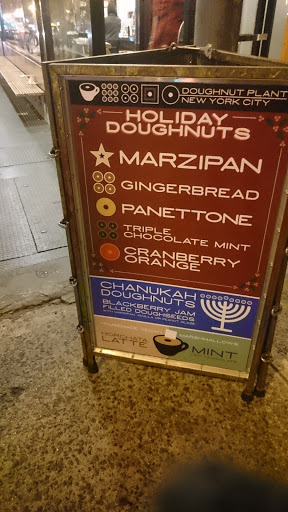 DOUGHNUT PLANT
NEW YORK CITY
HOLIDAY
DOUGHNUTS
MARZIPAN
GINGERBREAD
PANETTONE
TRIPLE
CHOCOLATE MINT
CRANBERRY
ORANGE
CHANUKAH
DOUGHNUTS
BLACKBERRY JAM
FILLED DOUGHSEEDS
MARSHMALLOWS
LATTE
MINT